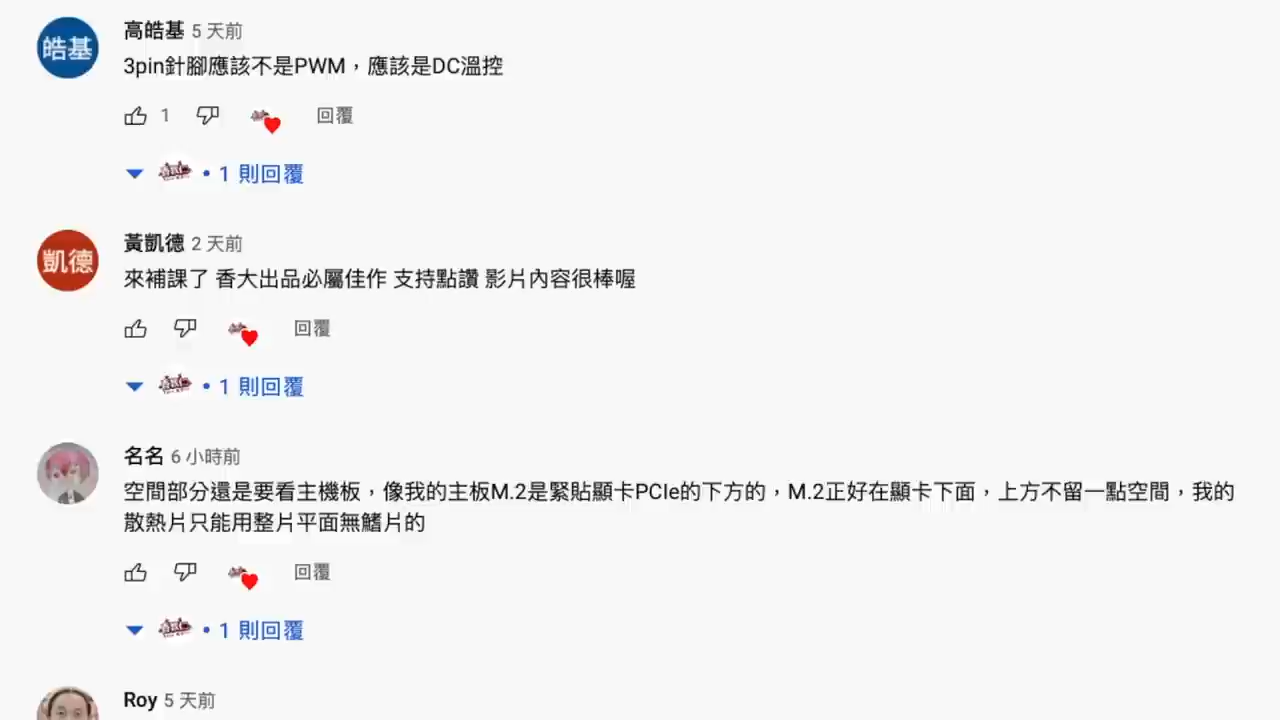 皓基
高皓基 5 天前
3pin針腳應該不是PWM，應該是DC溫控
1
回覆
• 1 則回覆
凱德
黃凱德 2 天前
來補課了 香大出品必屬佳作 支持點讚 影片內容很棒喔
回覆
• 1 則回覆
名名 6 小時前
空間部分還是要看主機板，像我的主板M.2是緊貼顯卡PCIe的下方的，M.2正好在顯卡下面，上方不留一點空間，我的
散熱片只能用整片平面無鰭片的
回覆
• 1 則回覆
Roy 5 天前